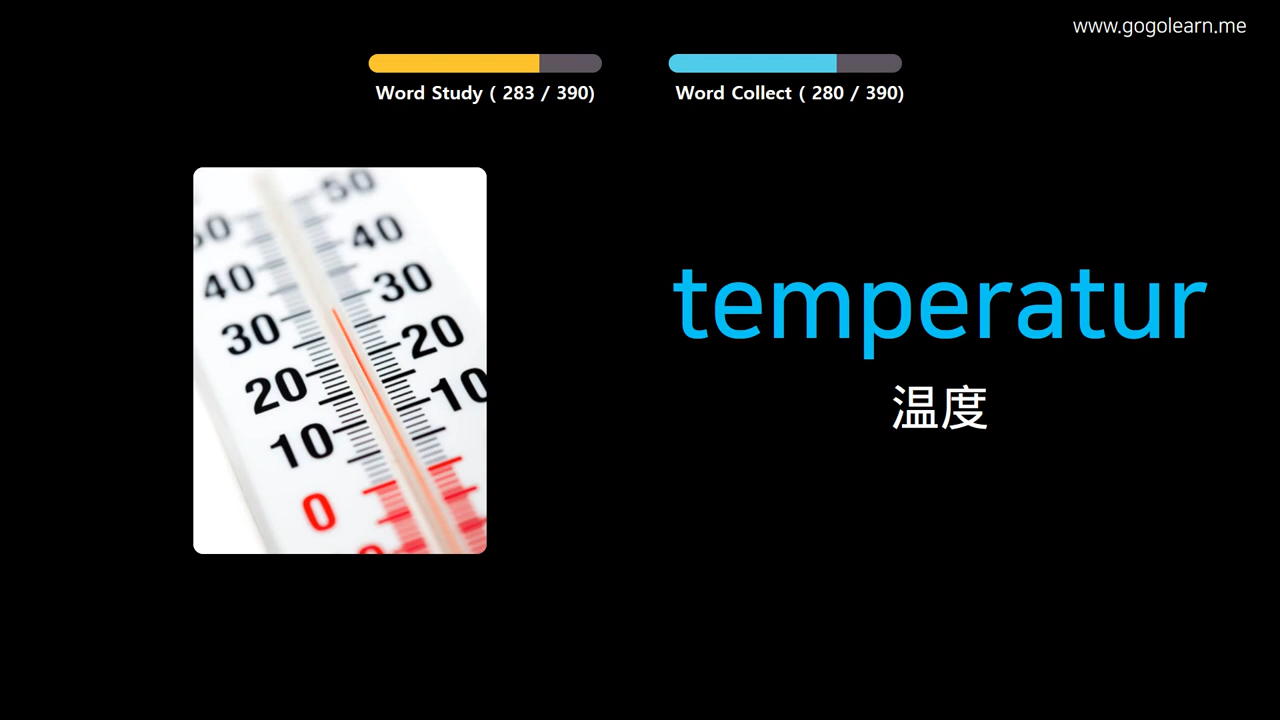 www.gogolearn.me
Word Study ( 283 / 390)
Word Collect ( 280 / 390)
50
50
40
40
30
30
20
20
10
10
0
temperatur
温度